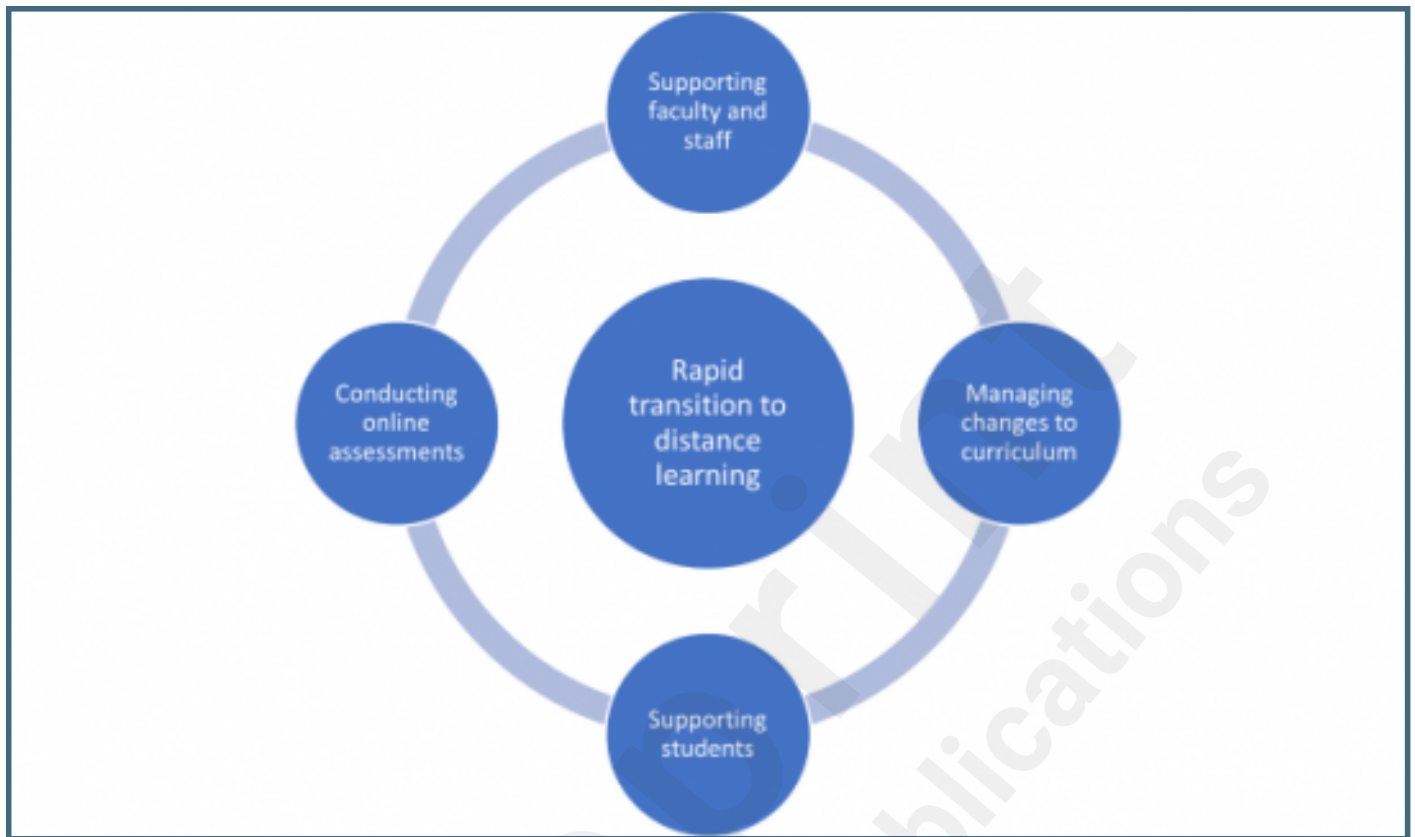 Supporting
faculty and
staff
Conducting
online
assessments
Rapid
transition to
distance
learning
Managing
changes to
curriculum
Supporting
students